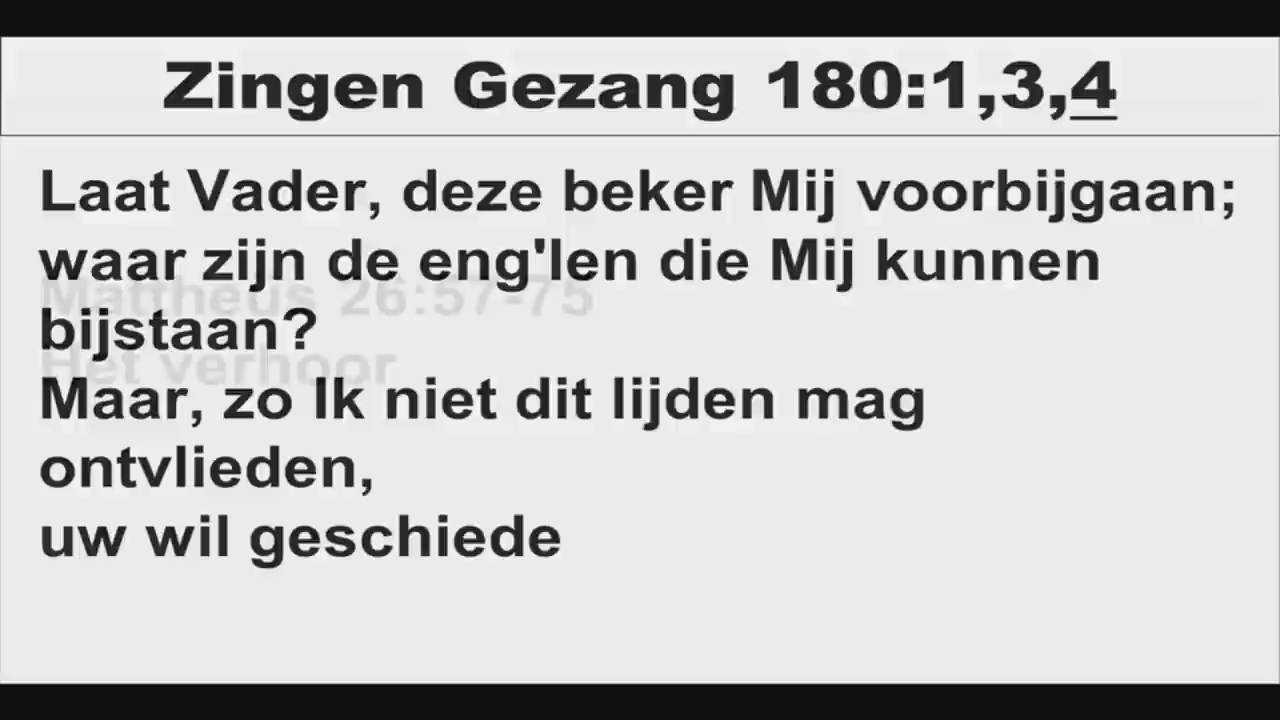 Zingen Gezang 180:1,3,4
Laat Vader, deze beker Mij voorbijgaan;
waar zijn de eng'len die Mij kunnen
Mattheus 26:57-75
bijstaan?
Het verhoor
Maar, zo Ik niet dit lijden mag
ontvlieden,
uw wil geschiede